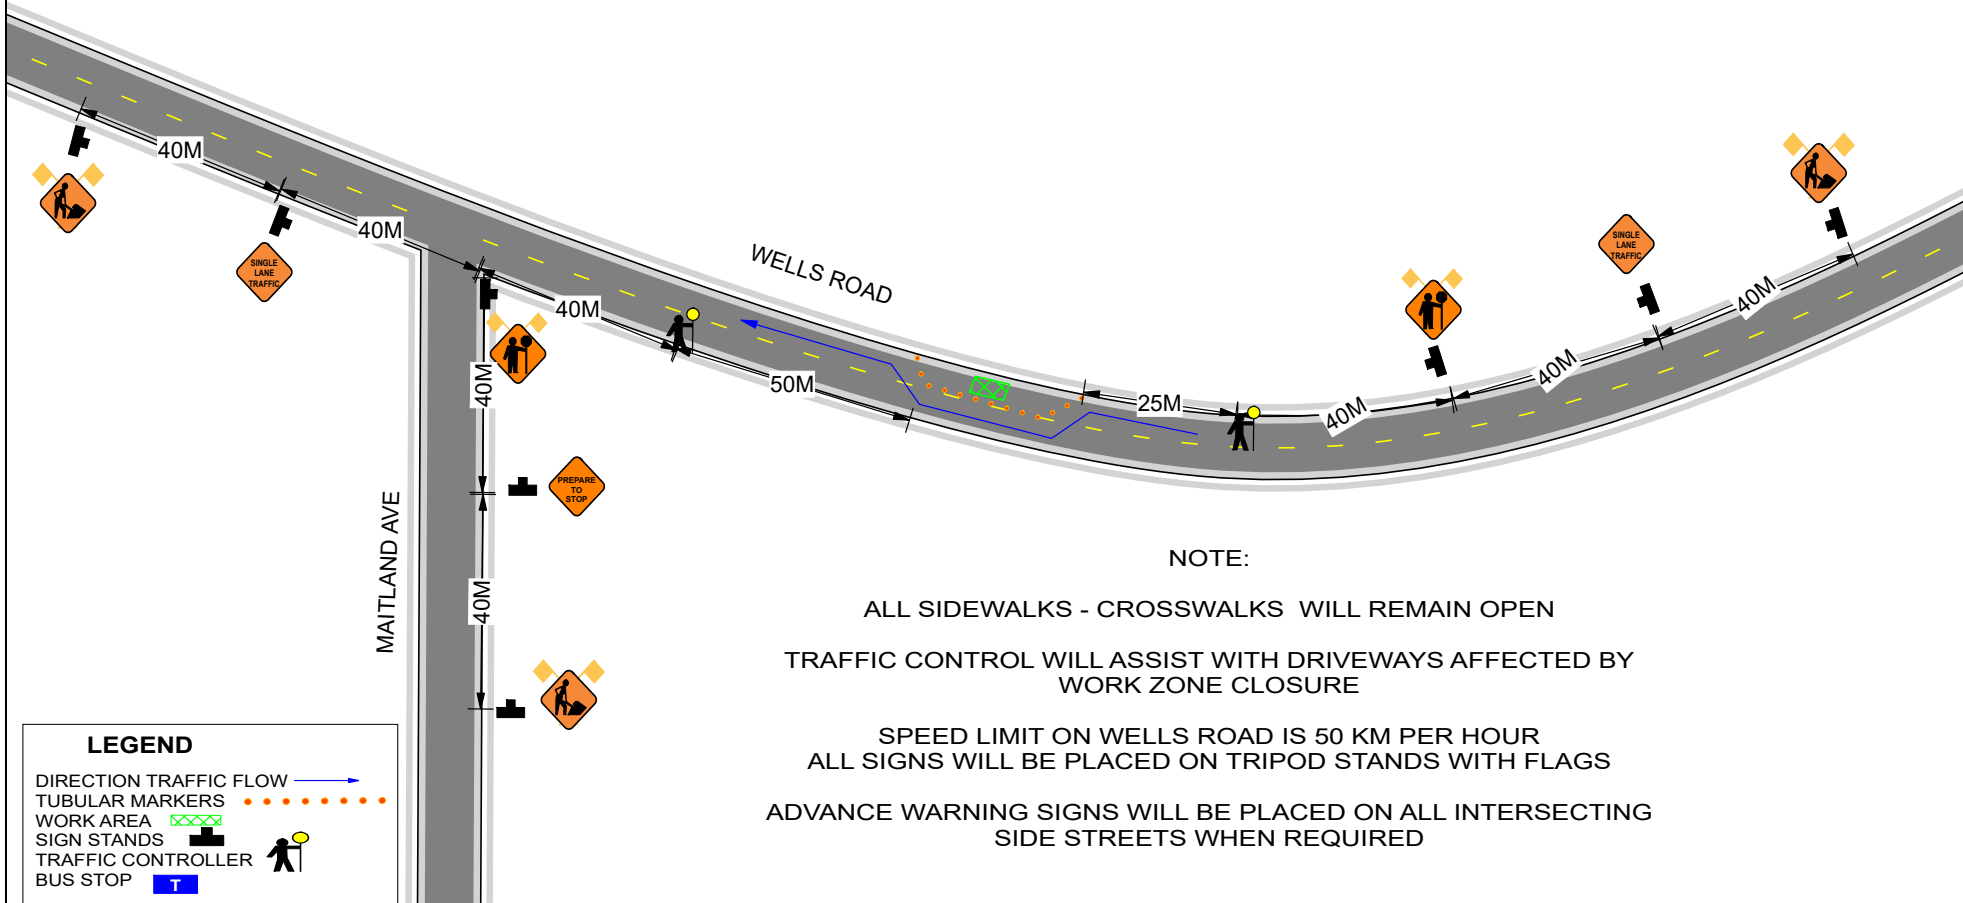 40M
SINGLE
LANE
TRAFFIC
40M
40M
WELLS ROAD
50M
25M
40M
40M
SINGLE
LANE
TRAFFIC
40M
40M
PREPARE
TO
STOP
40M
MAITLAND AVE
NOTE:
ALL SIDEWALKS - CROSSWALKS WILL REMAIN OPEN
TRAFFIC CONTROL WILL ASSIST WITH DRIVEWAYS AFFECTED BY
WORK ZONE CLOSURE
SPEED LIMIT ON WELLS ROAD IS 50 KM PER HOUR
ALL SIGNS WILL BE PLACED ON TRIPOD STANDS WITH FLAGS
ADVANCE WARNING SIGNS WILL BE PLACED ON ALL INTERSECTING
SIDE STREETS WHEN REQUIRED
LEGEND
DIRECTION TRAFFIC FLOW
TUBULAR MARKERS
WORK AREA
SIGN STANDS
TRAFFIC CONTROLLER
BUS STOP T